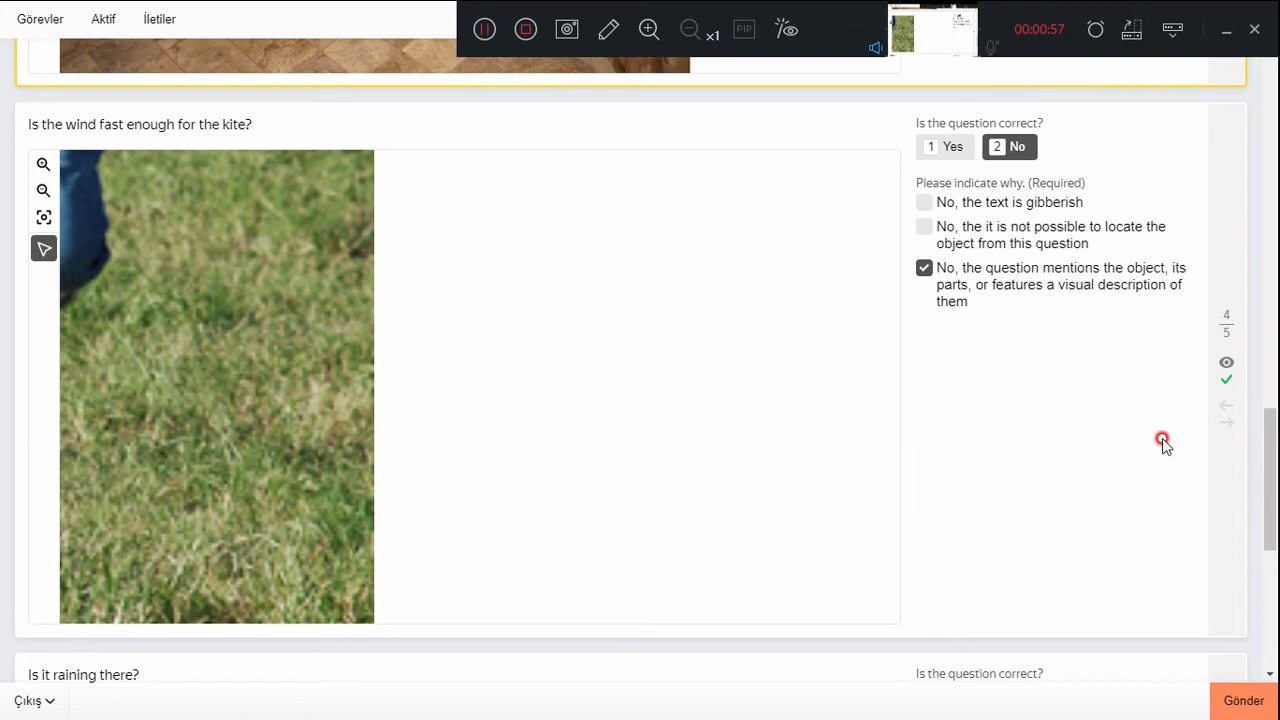 Görevler Aktif İletiler
x1 PIP 00:00:57
Is the wind fast enough for the kite?
Is the question correct?
1 Yes 2 No
Please indicate why. (Required)
No, the text is gibberish
No, the it is not possible to locate the
object from this question
No, the question mentions the object, its
parts, or features a visual description of
them
4
5
Is it raining there?
Is the question correct?
Çıkış
Gönder